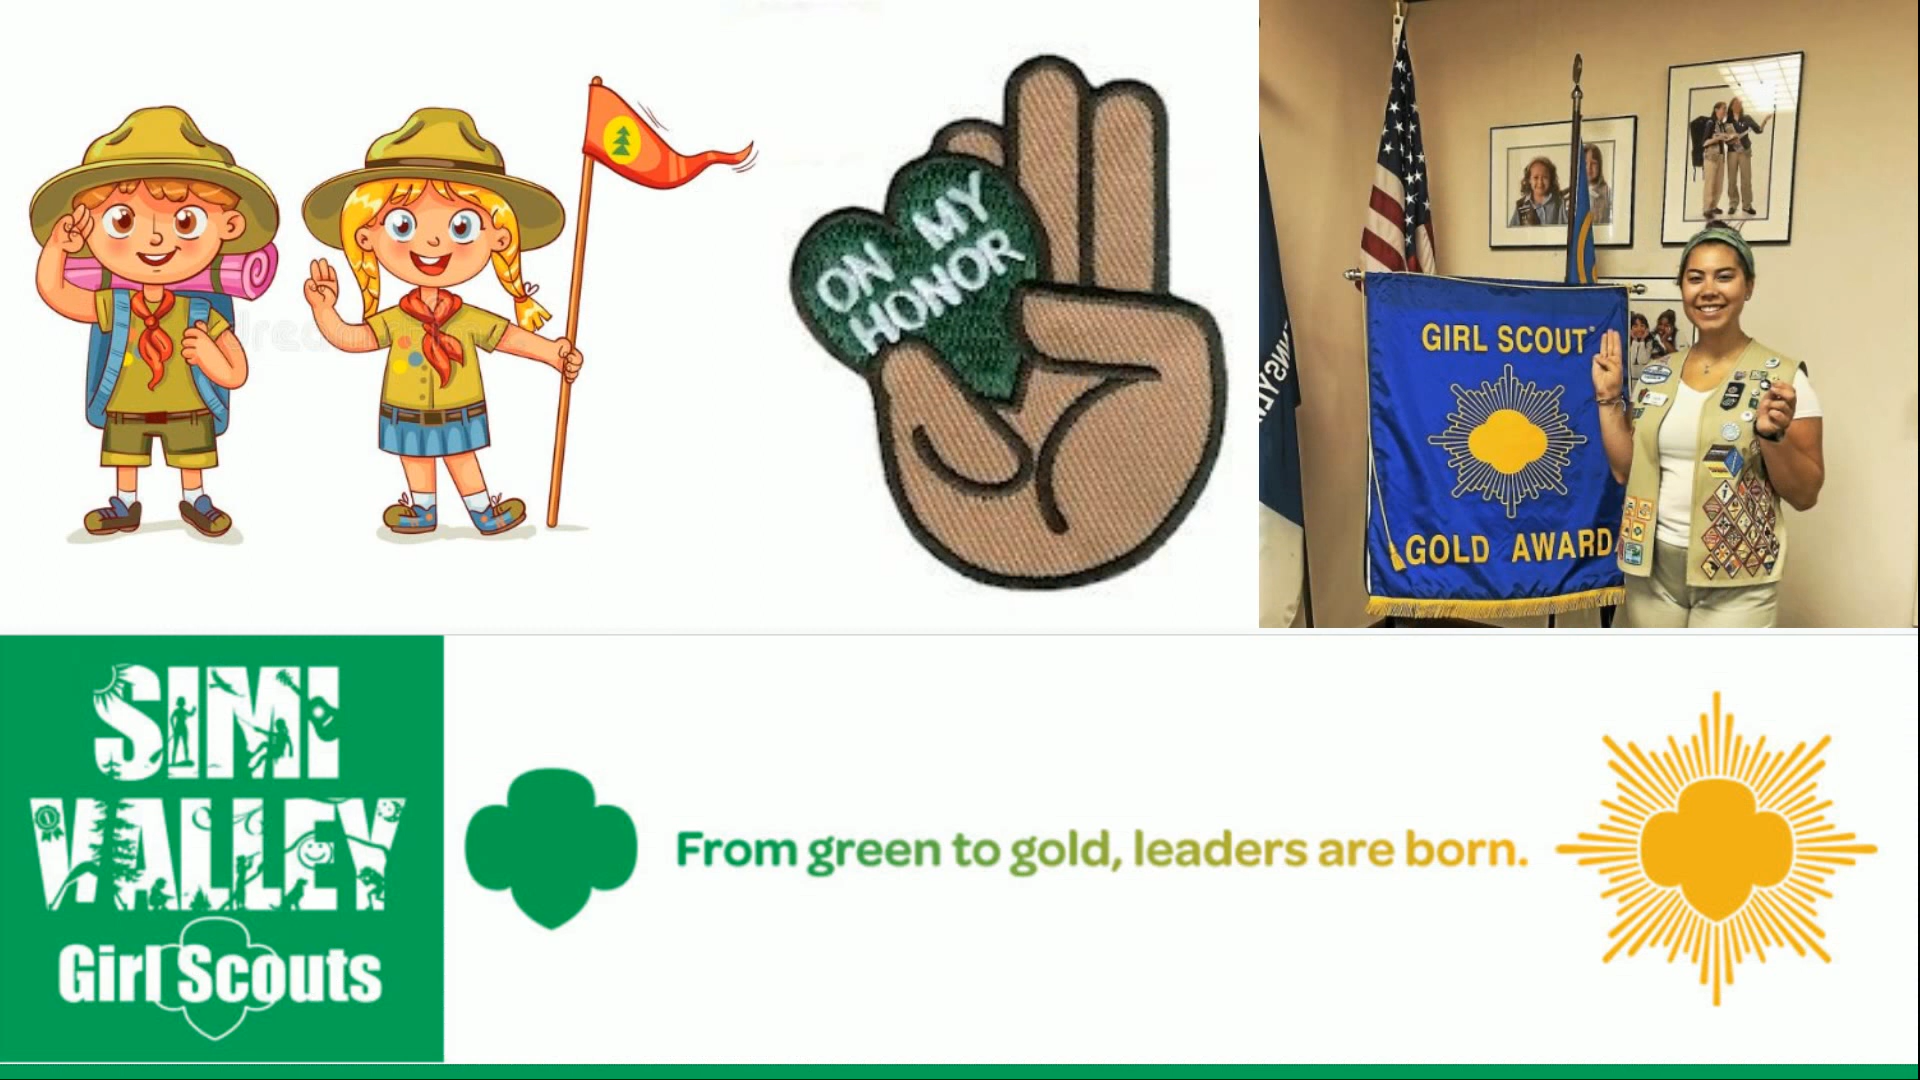 ON MY
HONOR
GIRL SCOUT®
GOLD AWARD
SIMI
VALLEY
Girl Scouts
From green to gold, leaders are born.